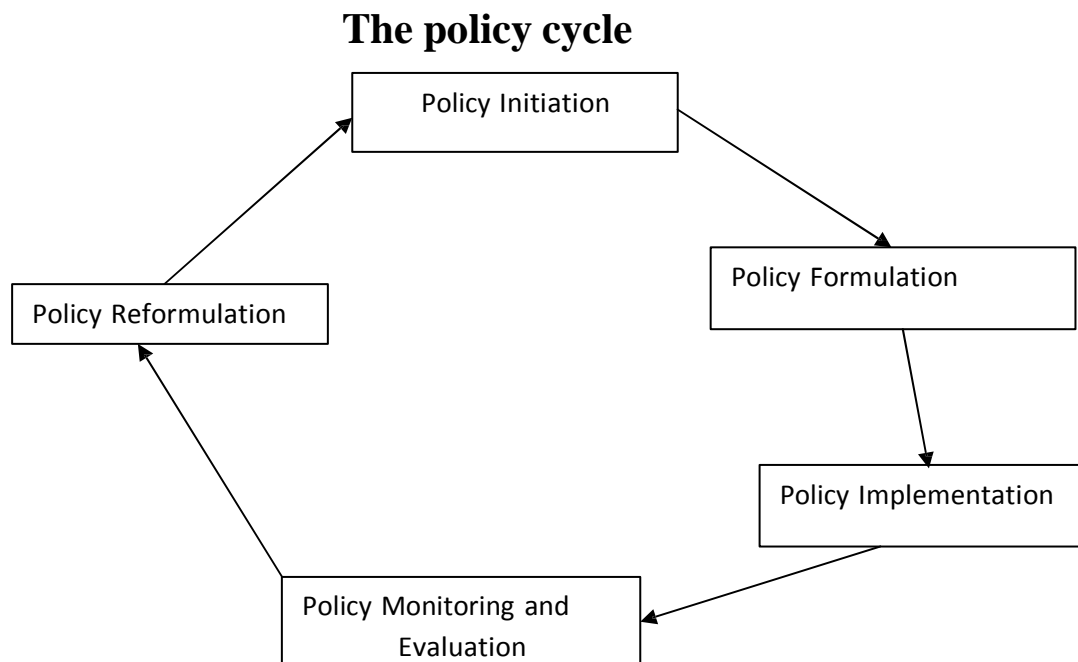 The policy cycle
Policy Initiation
Policy Formulation
Policy Reformulation
Policy Implementation
Policy Monitoring and
Evaluation